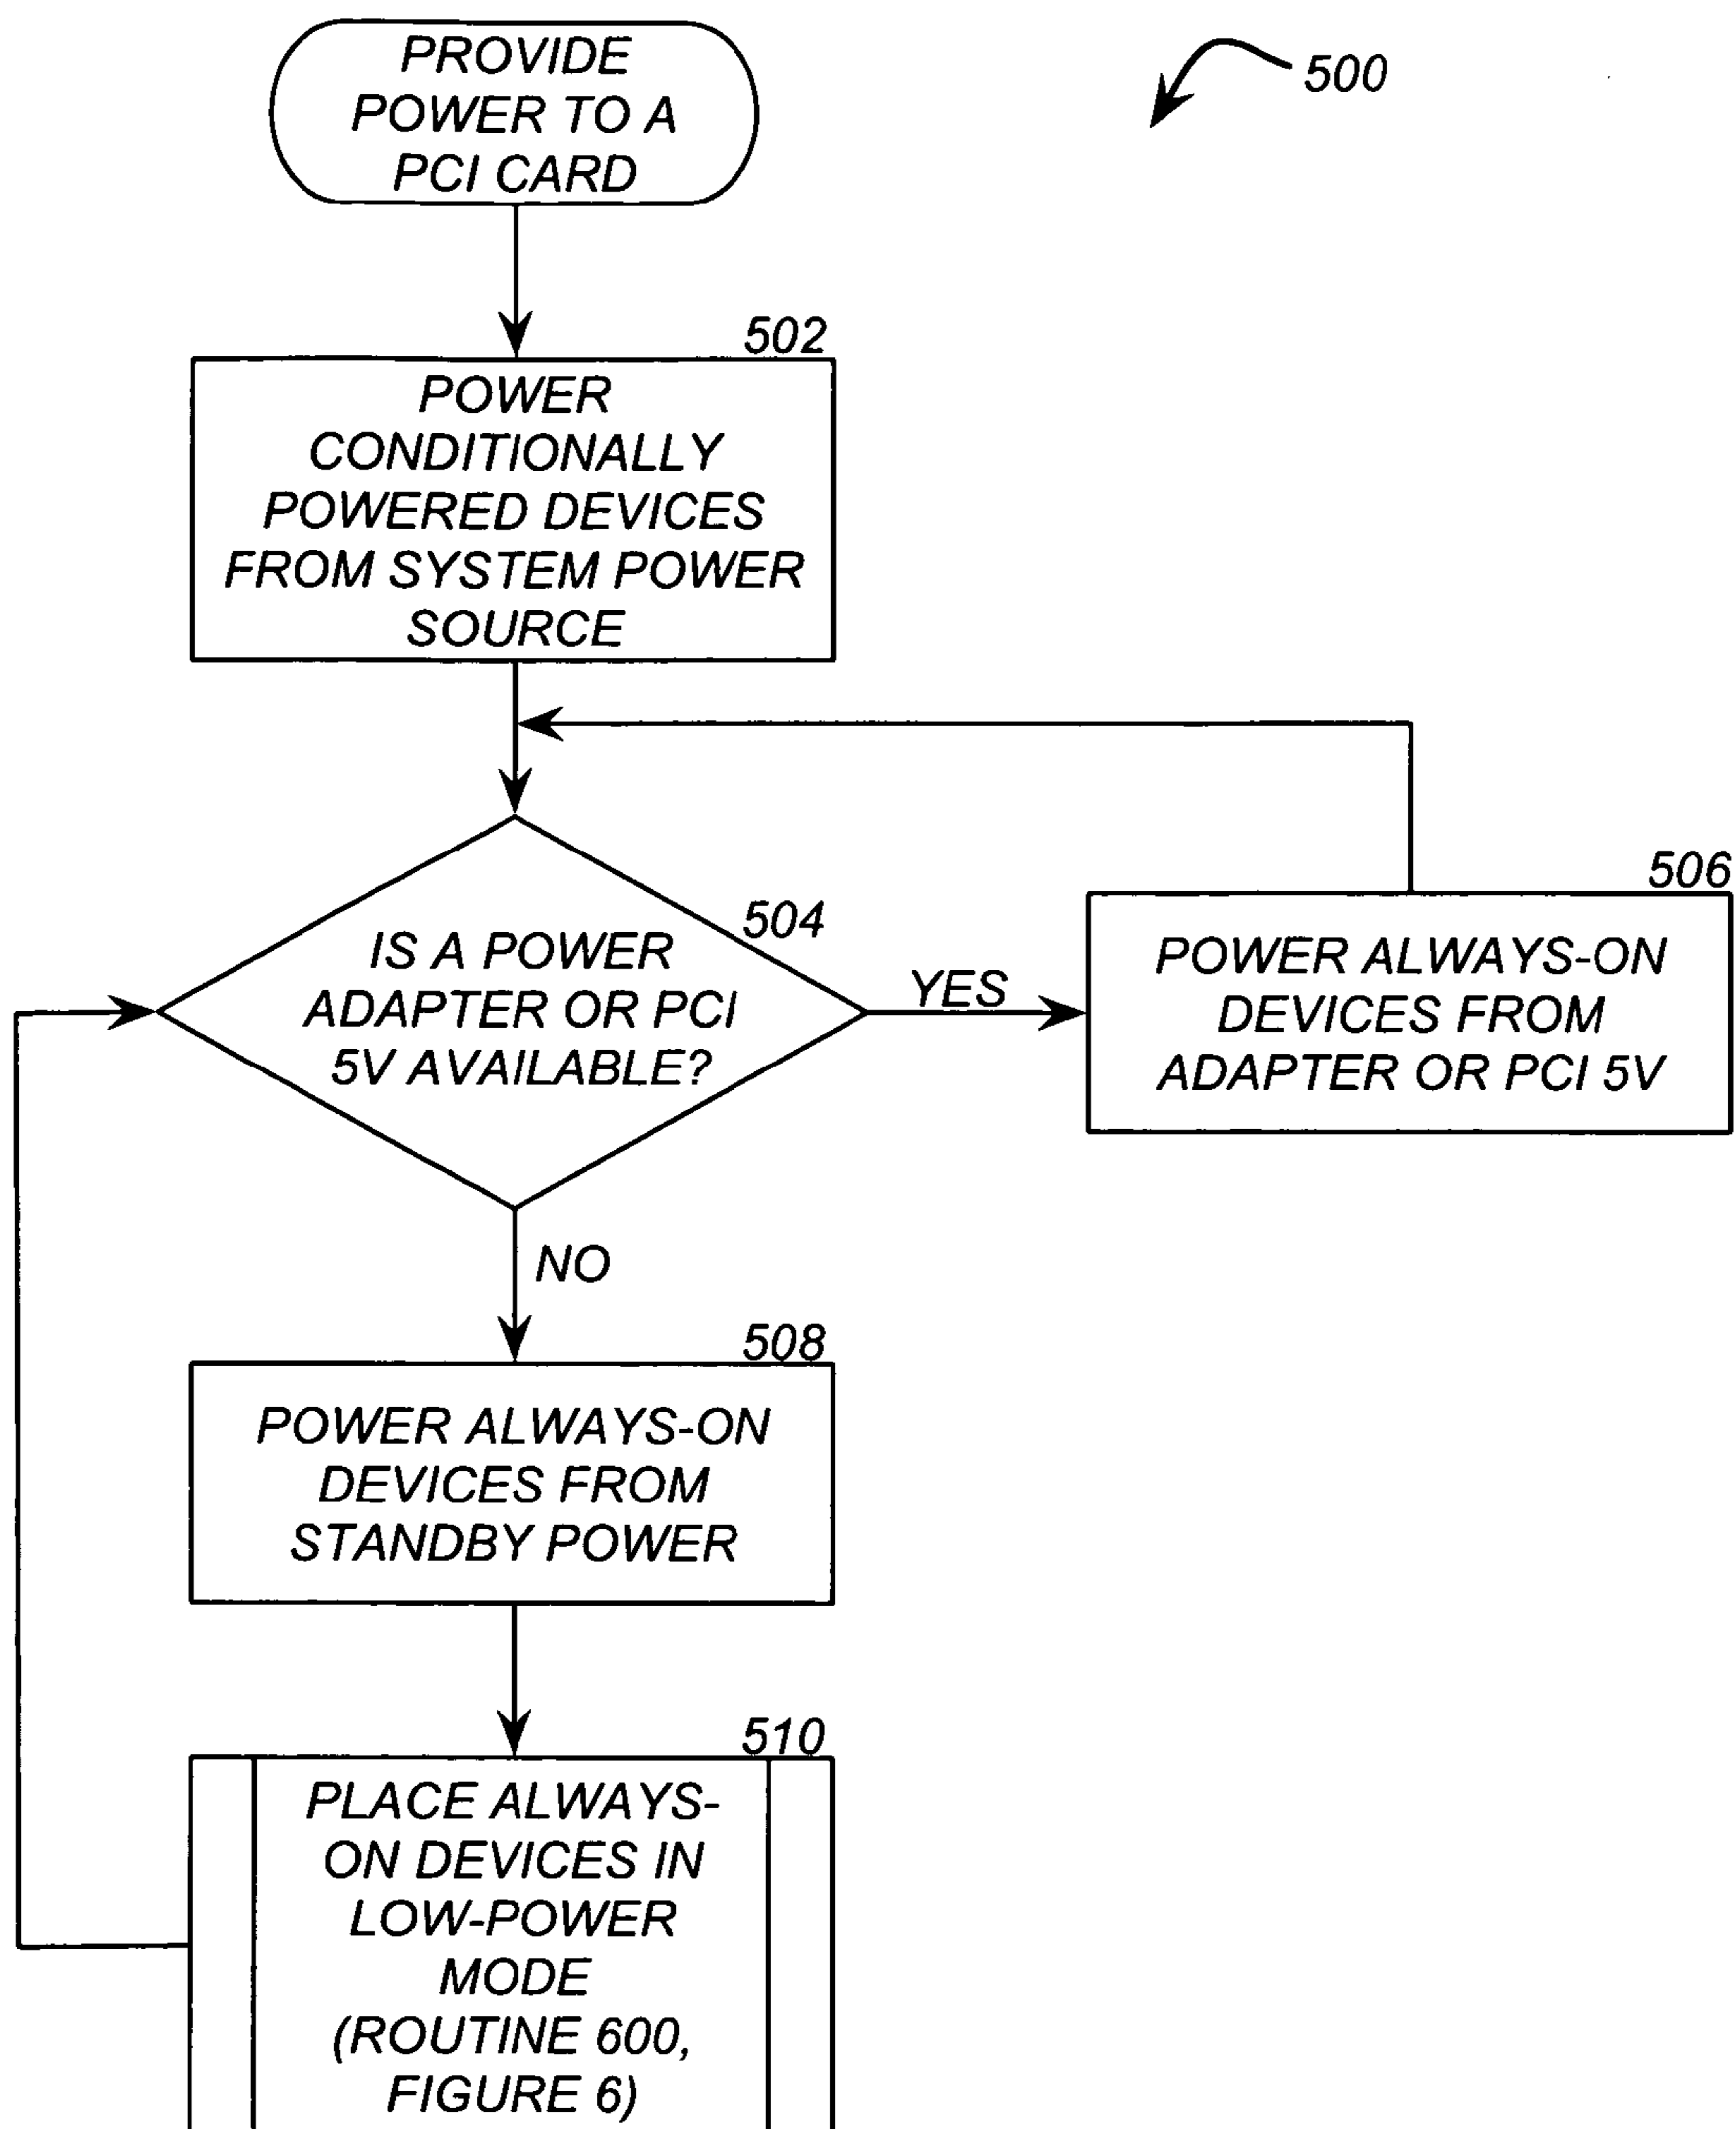 PROVIDE
POWER TO A
PCI CARD
500
502
POWER
CONDITIONALLY
POWERED DEVICES
FROM SYSTEM POWER
SOURCE
504
IS A POWER
ADAPTER OR PCI
5V AVAILABLE?
YES
506
POWER ALWAYS-ON
DEVICES FROM
ADAPTER OR PCI 5V
NO
508
POWER ALWAYS-ON
DEVICES FROM
STANDBY POWER
510
PLACE ALWAYS-
ON DEVICES IN
LOW-POWER
MODE
(ROUTINE 600,
FIGURE 6)